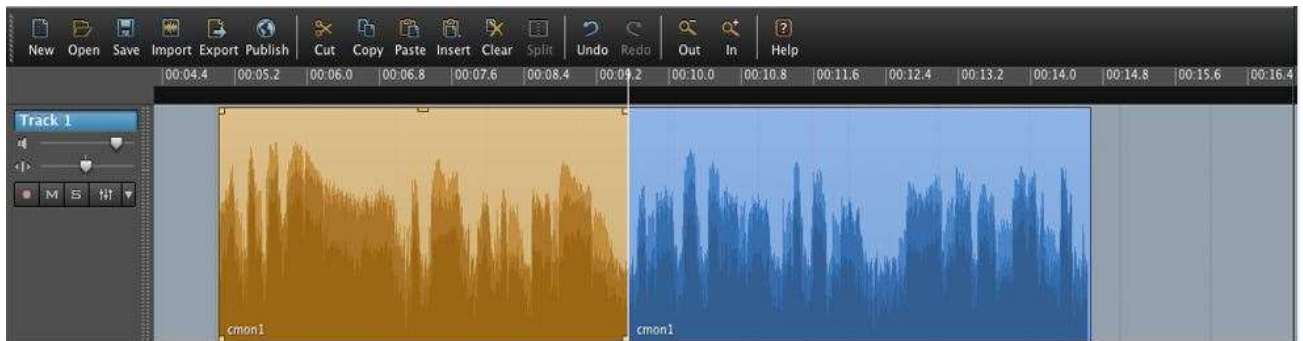 New Open Save Import Export Publish Cut Copy Paste Insert Clear Split Undo Redo Out In Help
00:04.4 00:05.2 00:06.0 00:06.8 00:07.6 00:08.4 00:09.2 00:10.0 00:10.8 00:11.6 00:12.4 00:13.2 00:14.0 00:14.8 00:15.6 00:16.4
Track 1
M S
cmon1 cmon1